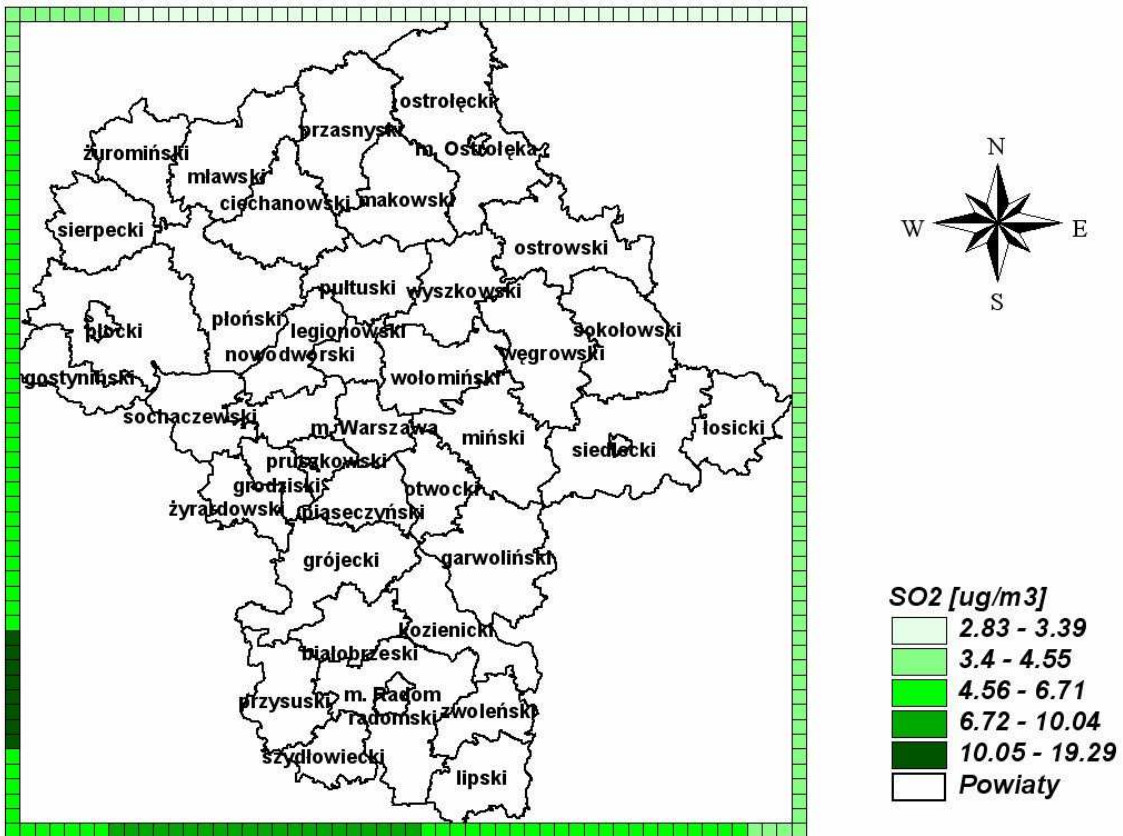 ostrołęcki
przasnyski
m. Ostrołęka
żuromiński
mławski
ciechanowski
makowski
sierpecki
ostrowski
pułtuski
wyszkowski
płoński
płocki
legionowski
sokołowski
nowodworski
węgrowski
gostyniński
wołomiński
sochaczewski
m. Warszawa
miński
łosicki
siedlecki
pruszkowski
grodziski
otwocki
żyrardowski
piaseczyński
grójecki
garwoliński
kozienicki
białobrzeski
m. Radom
przysuski
radomski
zwoleński
szydłowiecki
lipski
N
W
E
S
SO2 [ug/m3]
2.83 - 3.39
3.4 - 4.55
4.56 - 6.71
6.72 - 10.04
10.05 - 19.29
Powiaty